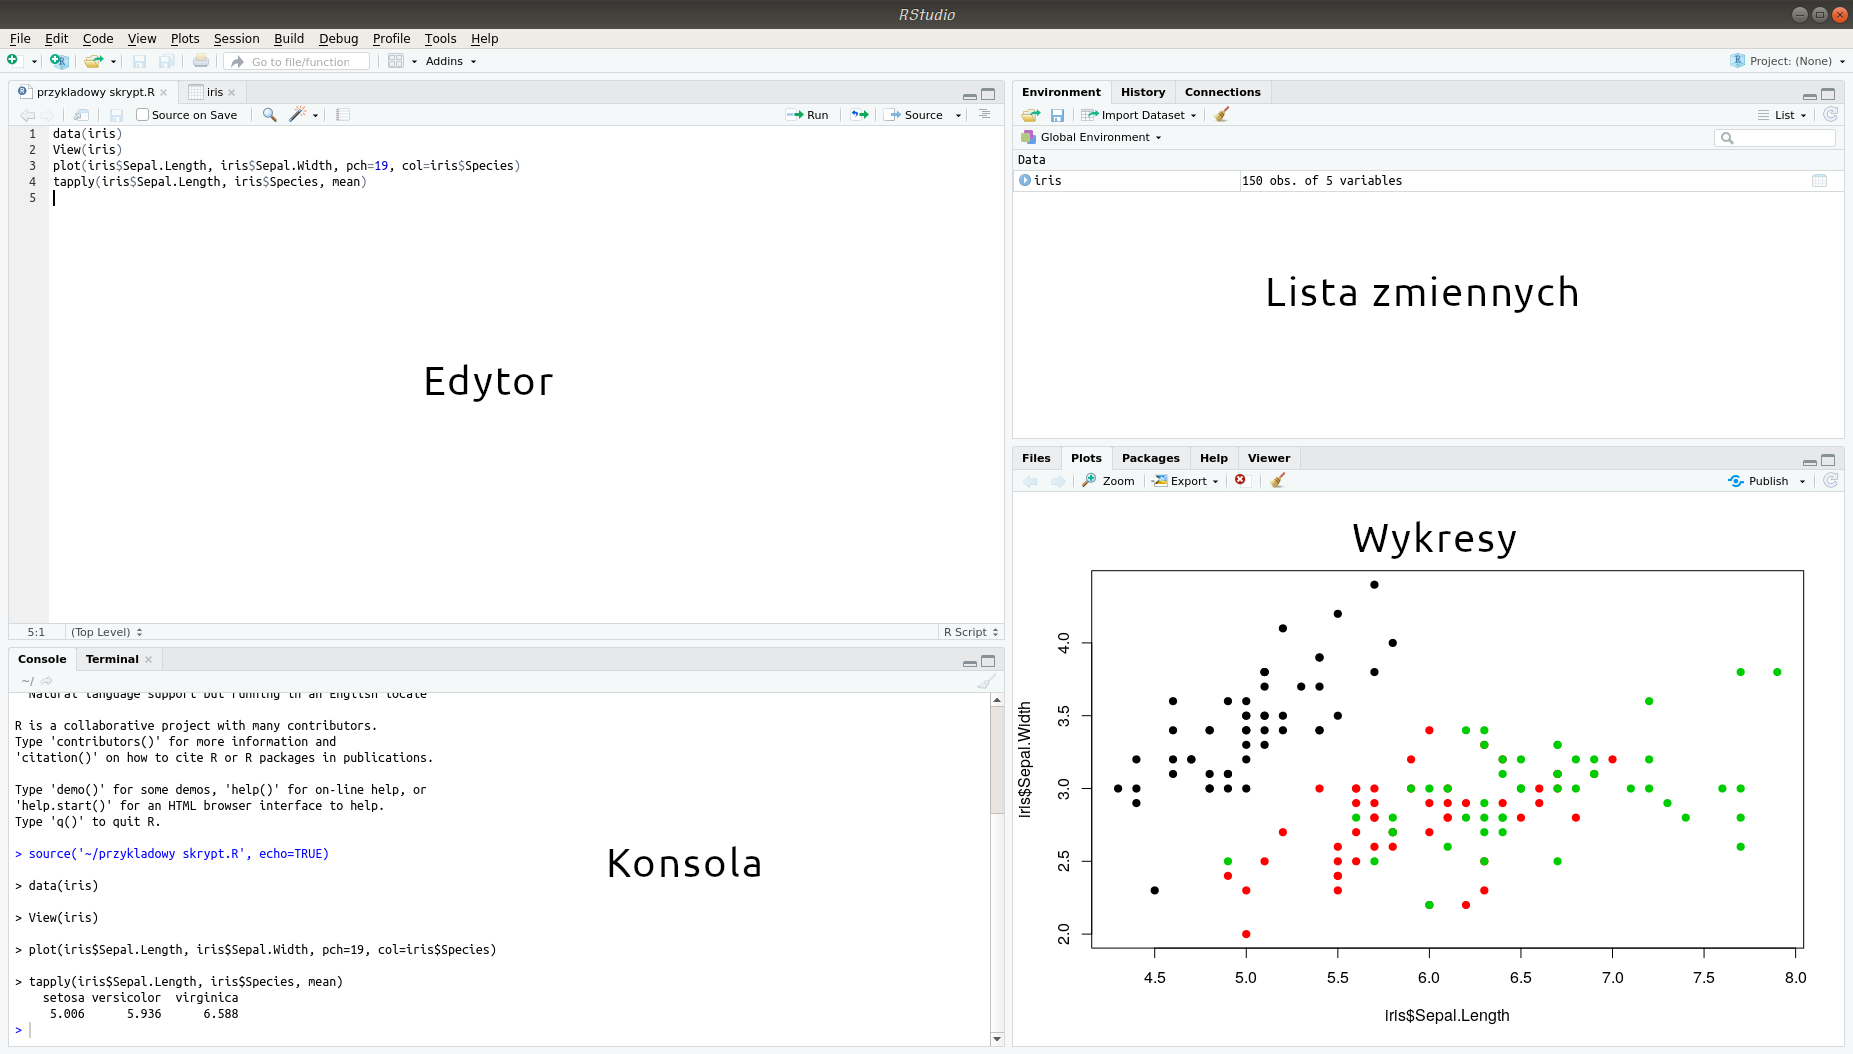 RStudio
File Edit Code View Plots Session Build Debug Profile Tools Help
Go to file/function Addins Project: (None)
przykladowy skrypt.R iris
Source on Save Run Source
1 data(iris)
2 View(iris)
3 plot(iris$Sepal.Length, iris$Sepal.Width, pch=19, col=iris$Species)
4 tapply(iris$Sepal.Length, iris$Species, mean)
5
Edytor
5:1 (Top Level) R Script
Console Terminal
~/
Natural language support but running in an English locale
R is a collaborative project with many contributors.
Type 'contributors()' for more information and
'citation()' on how to cite R or R packages in publications.
Type 'demo()' for some demos, 'help()' for on-line help, or
'help.start()' for an HTML browser interface to help.
Type 'q()' to quit R.
> source('~/przykladowy skrypt.R', echo=TRUE)
> data(iris)
> View(iris)
> plot(iris$Sepal.Length, iris$Sepal.Width, pch=19, col=iris$Species)
> tapply(iris$Sepal.Length, iris$Species, mean)
setosa versicolor virginica
5.006 5.936 6.588
>
Konsola
Environment History Connections
Import Dataset List
Global Environment
Data
iris 150 obs. of 5 variables
Lista zmiennych
Files Plots Packages Help Viewer
Zoom Export Publish
Wykresy
iris$Sepal.Width
4.0
3.5
3.0
2.5
2.0
4.5 5.0 5.5 6.0 6.5 7.0 7.5 8.0
iris$Sepal.Length